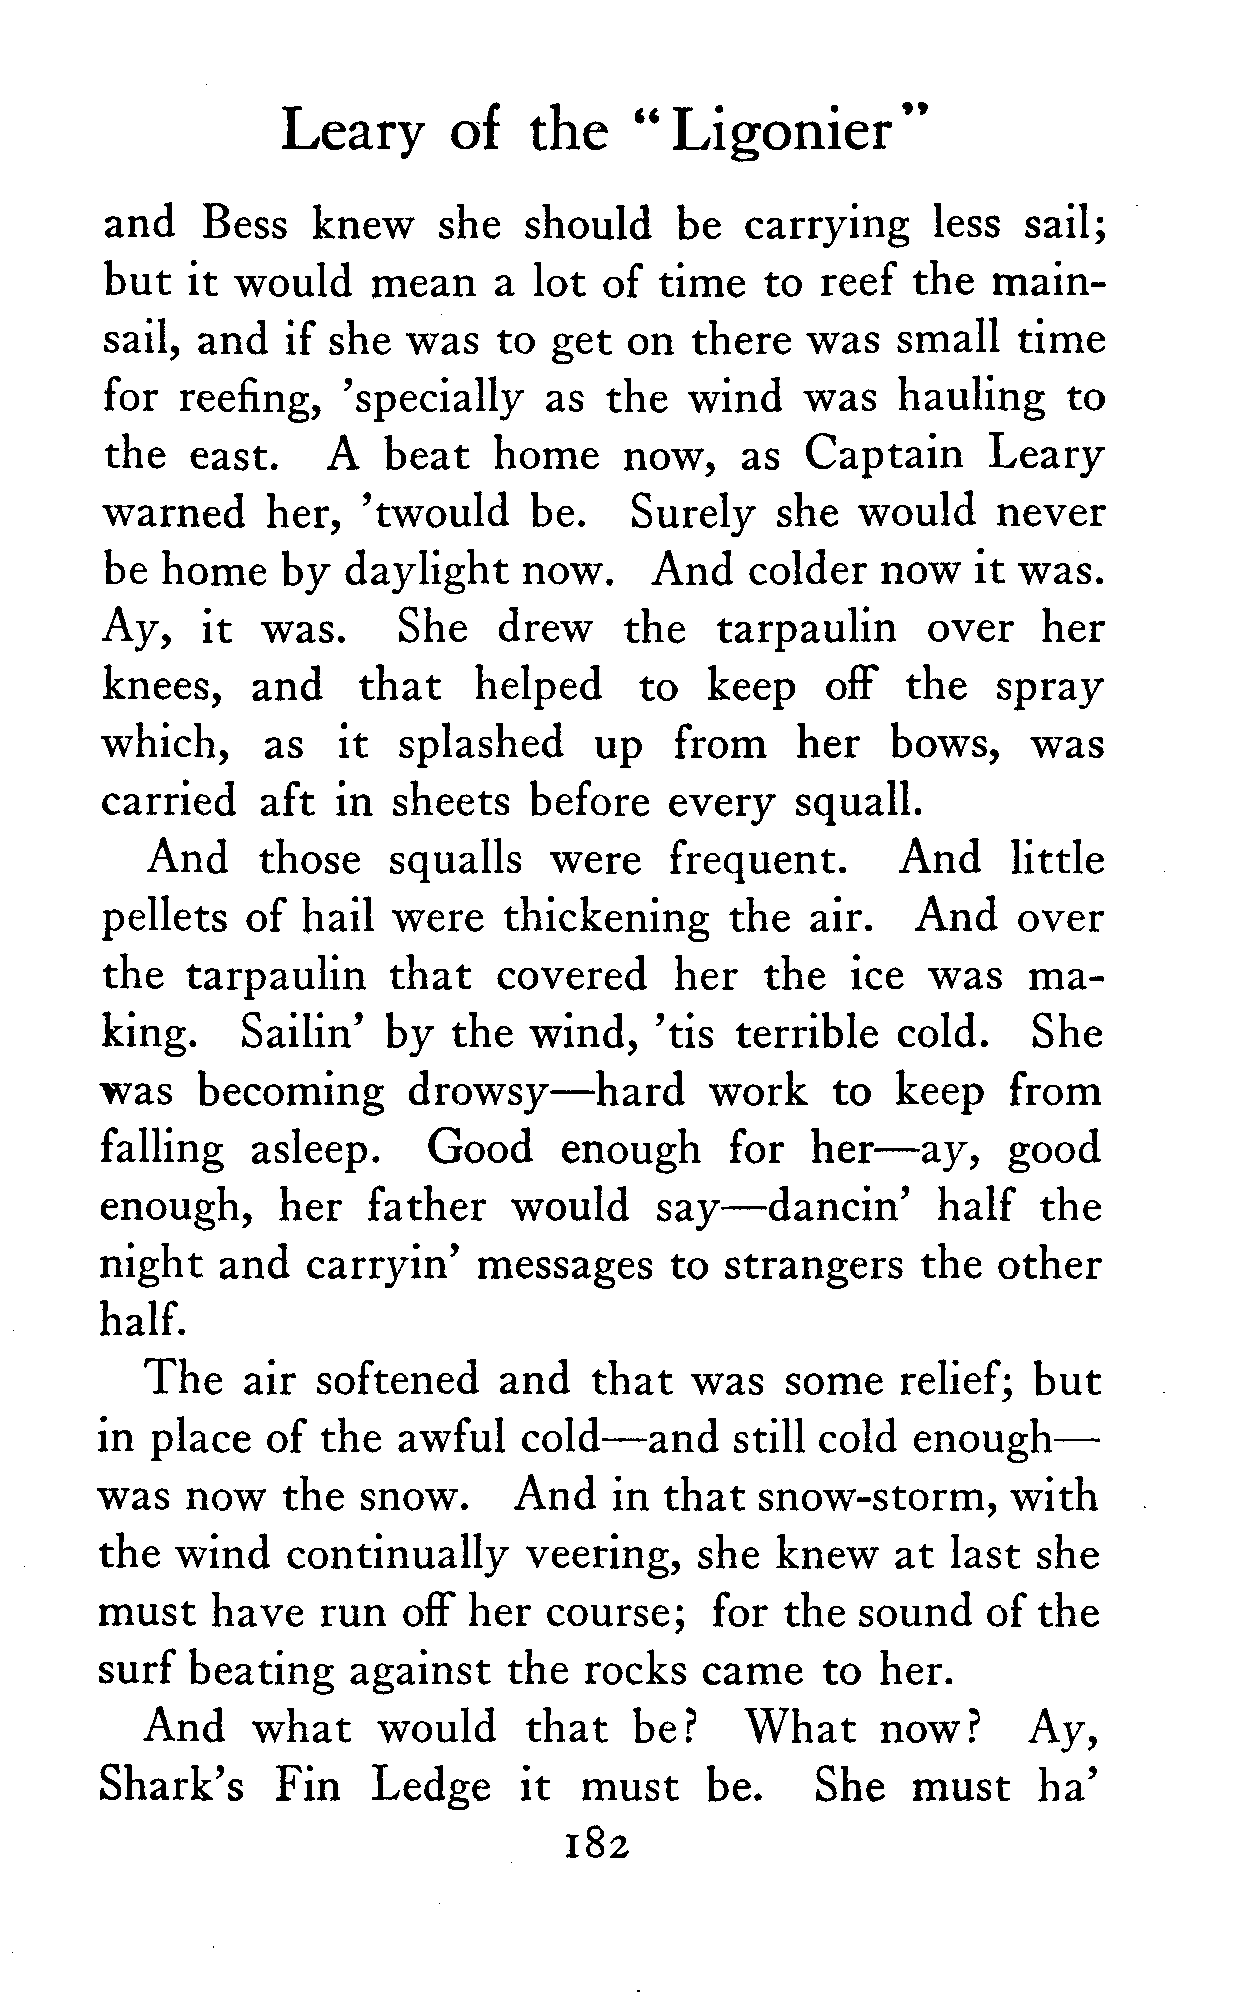 Leary of the "Ligonier"
and Bess knew she should be carrying less sail;
but it would mean a lot of time to reef the main-
sail, and if she was to get on there was small time
for reefing, 'specially as the wind was hauling to
the east. A beat home now, as Captain Leary
warned her, 'twould be. Surely she would never
be home by daylight now. And colder now it was.
Ay, it was. She drew the tarpaulin over her
knees, and that helped to keep off the spray
which, as it splashed up from her bows, was
carried aft in sheets before every squall.
And those squalls were frequent. And little
pellets of hail were thickening the air. And over
the tarpaulin that covered her the ice was ma-
king. Sailin' by the wind, 'tis terrible cold. She
was becoming drowsy—hard work to keep from
falling asleep. Good enough for her—ay, good
enough, her father would say—dancin' half the
night and carryin' messages to strangers the other
half.
The air softened and that was some relief; but
in place of the awful cold—and still cold enough—
was now the snow. And in that snow-storm, with
the wind continually veering, she knew at last she
must have run off her course; for the sound of the
surf beating against the rocks came to her.
And what would that be? What now? Ay,
Shark's Fin Ledge it must be. She must ha'
182